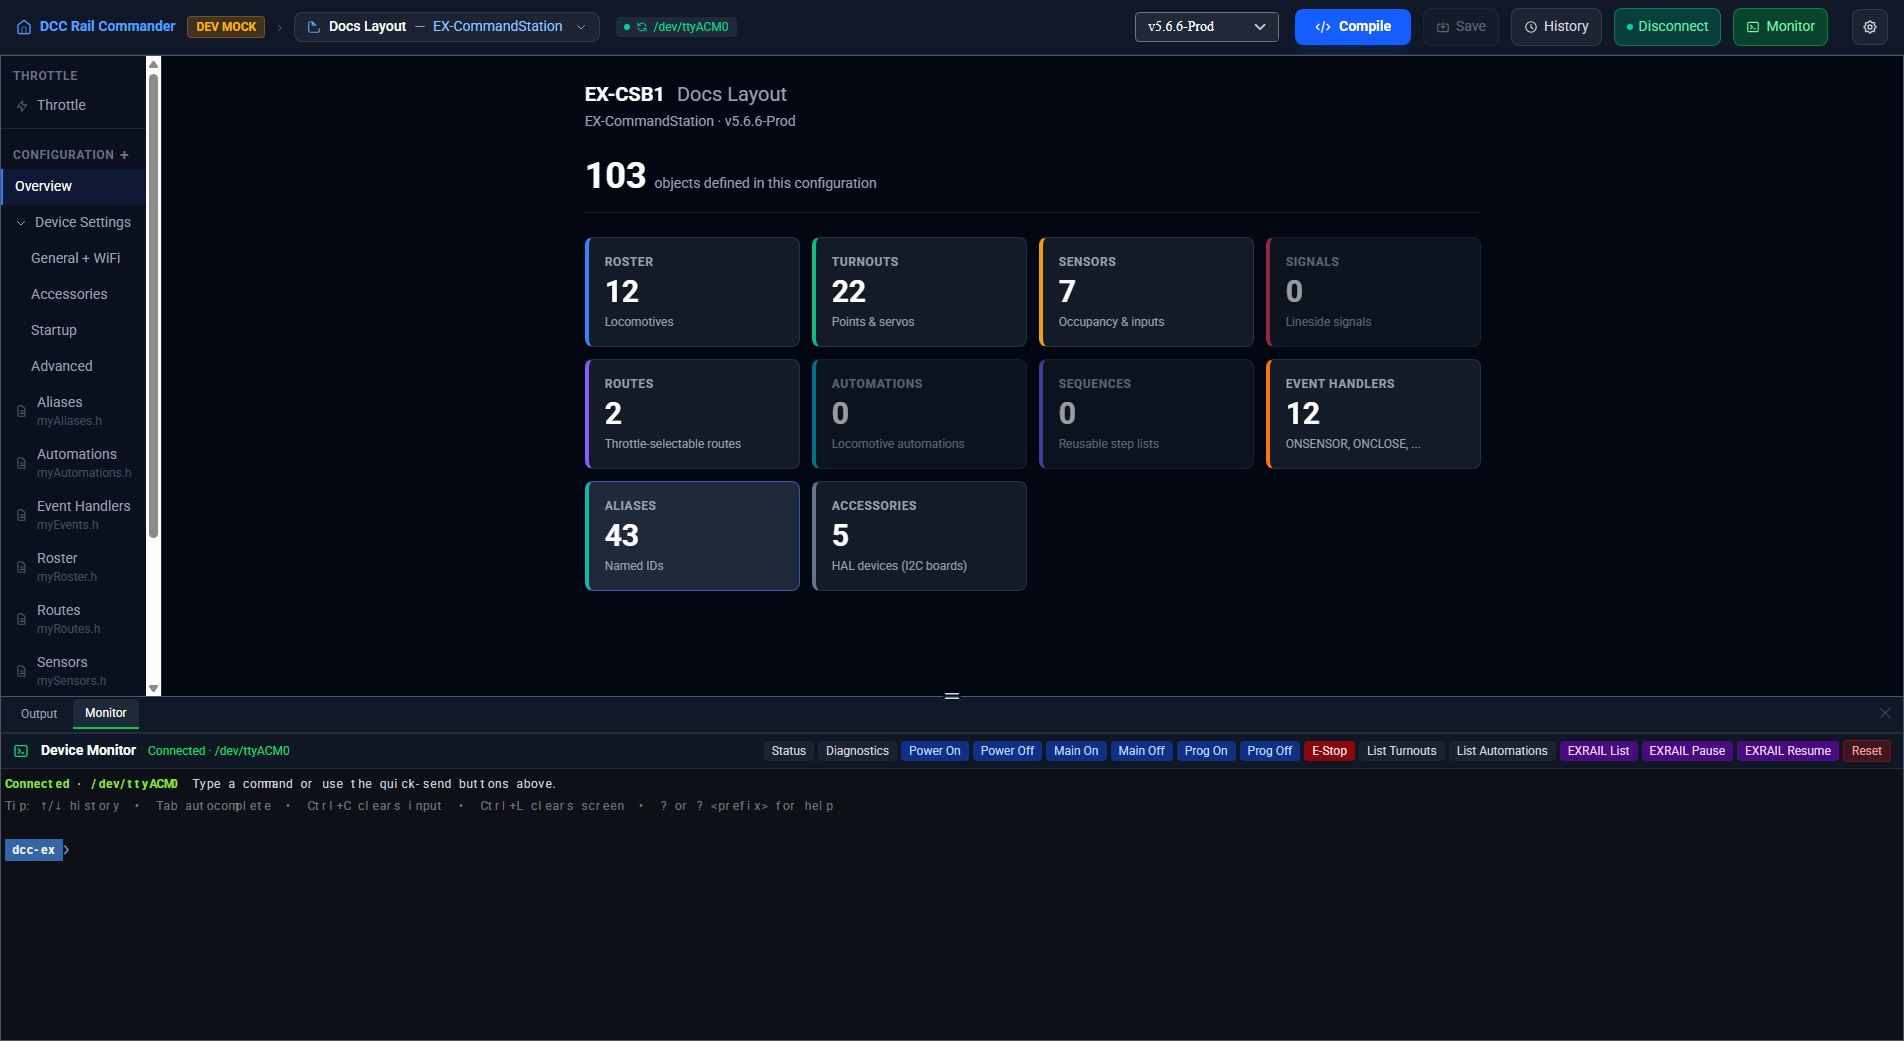 DCC Rail Commander DEV MOCK › Docs Layout — EX-CommandStation /dev/ttyACM0 v5.6.6-Prod </> Compile Save History Disconnect Monitor
THROTTLE
Throttle
CONFIGURATION +
Overview
Device Settings
General + WiFi
Accessories
Startup
Advanced
Aliases
myAliases.h
Automations
myAutomations.h
Event Handlers
myEvents.h
Roster
myRoster.h
Routes
myRoutes.h
Sensors
mySensors.h
EX-CSB1 Docs Layout
EX-CommandStation · v5.6.6-Prod
103 objects defined in this configuration
ROSTER
12
Locomotives
TURNOUTS
22
Points & servos
SENSORS
7
Occupancy & inputs
SIGNALS
0
Lineside signals
ROUTES
2
Throttle-selectable routes
AUTOMATIONS
0
Locomotive automations
SEQUENCES
0
Reusable step lists
EVENT HANDLERS
12
ONSENSOR, ONCLOSE, ...
ALIASES
43
Named IDs
ACCESSORIES
5
HAL devices (I2C boards)
Output Monitor
Device Monitor Connected · /dev/ttyACM0 Status Diagnostics Power On Power Off Main On Main Off Prog On Prog Off E-Stop List Turnouts List Automations EXRAIL List EXRAIL Pause EXRAIL Resume Reset
Connected · /dev/ttyACM0 Type a command or use the quick-send buttons above.
Tip: ↑/↓ history • Tab autocomplete • Ctrl+C clears input • Ctrl+L clears screen • ? or ? <prefix> for help
dcc-ex ›